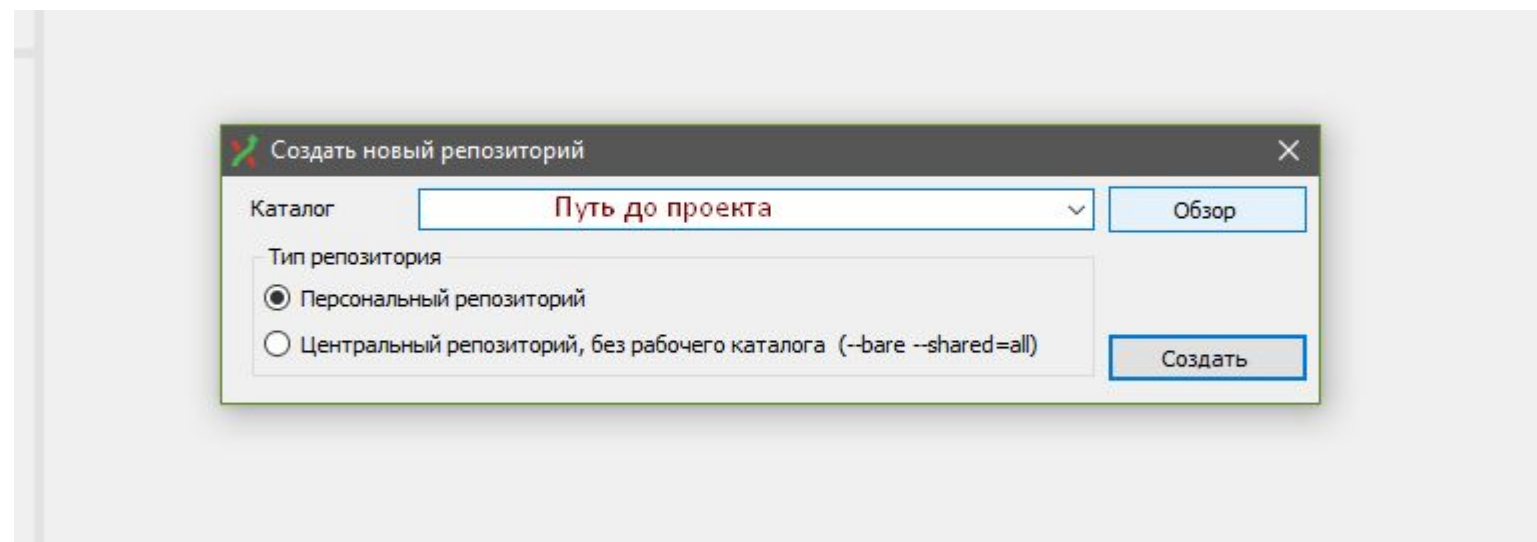 Создать новый репозиторий
Каталог Путь до проекта Обзор
Тип репозитория
Персональный репозиторий
Центральный репозиторий, без рабочего каталога (--bare --shared=all)
Создать